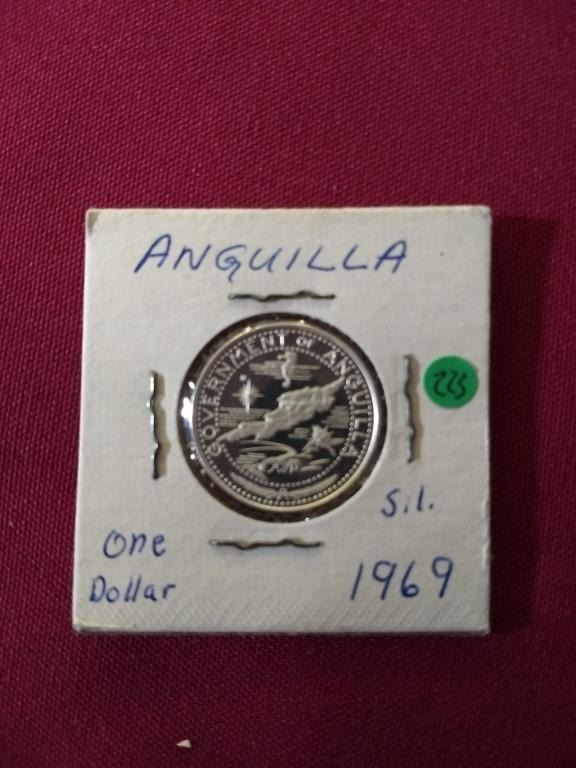 ANGUILLA
GOVERNMENT OF ANGUILLA
225
Sil.
One
Dollar
1969